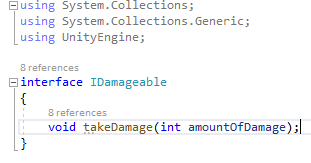 using System.Collections;
using System.Collections.Generic;
using UnityEngine;
8 references
interface IDamageable
{
8 references
void takeDamage(int amountOfDamage);
}